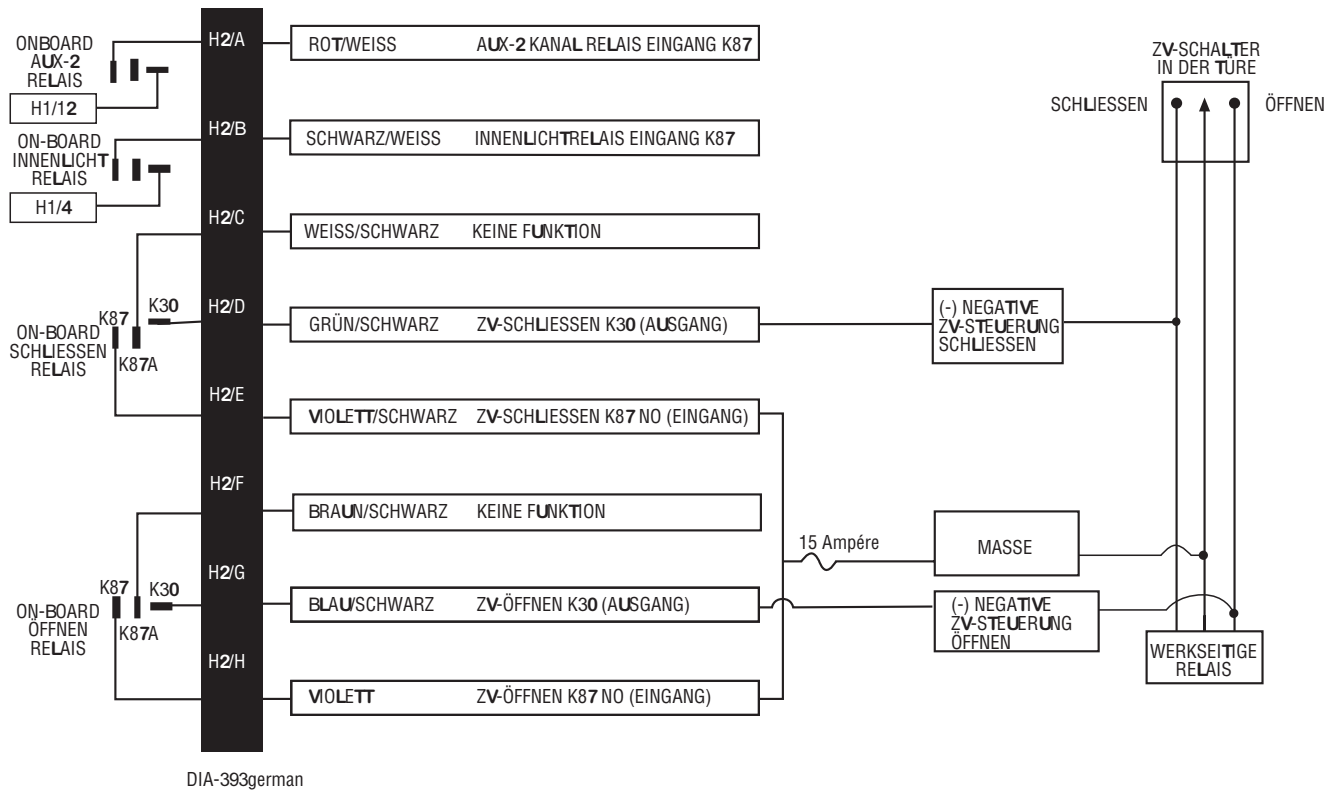 ONBOARD
AUX-2
RELAIS
H1/12
ON-BOARD
INNENLICHT
RELAIS
H1/4
K87
K30
K87A
ON-BOARD
SCHLIESSEN
RELAIS
K87
K30
K87A
ON-BOARD
ÖFFNEN
RELAIS
H2/A
ROT/WEISS AUX-2 KANAL RELAIS EINGANG K87
H2/B
SCHWARZ/WEISS INNENLICHTRELAIS EINGANG K87
H2/C
WEISS/SCHWARZ KEINE FUNKTION
H2/D
GRÜN/SCHWARZ ZV-SCHLIESSEN K30 (AUSGANG)
H2/E
VIOLETT/SCHWARZ ZV-SCHLIESSEN K87 NO (EINGANG)
H2/F
BRAUN/SCHWARZ KEINE FUNKTION
H2/G
BLAU/SCHWARZ ZV-ÖFFNEN K30 (AUSGANG)
H2/H
VIOLETT ZV-ÖFFNEN K87 NO (EINGANG)
15 Ampére
ZV-SCHALTER
IN DER TÜRE
SCHLIESSEN
ÖFFNEN
(-) NEGATIVE
ZV-STEUERUNG
SCHLIESSEN
MASSE
(-) NEGATIVE
ZV-STEUERUNG
ÖFFNEN
WERKSEITIGE
RELAIS
DIA-393german